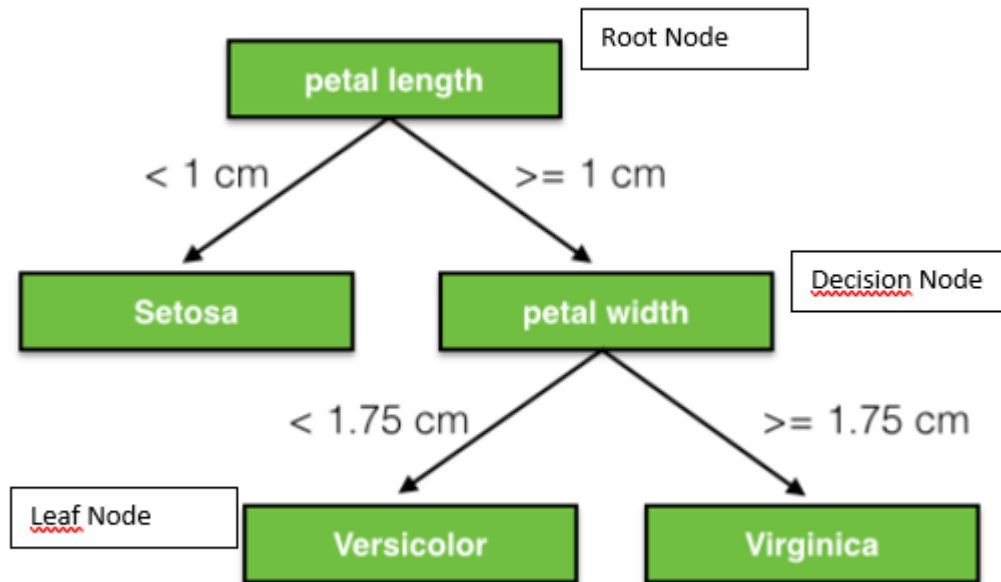 Root Node
petal length
< 1 cm
>= 1 cm
Setosa
petal width
Decision Node
< 1.75 cm
>= 1.75 cm
Leaf Node
Versicolor
Virginica